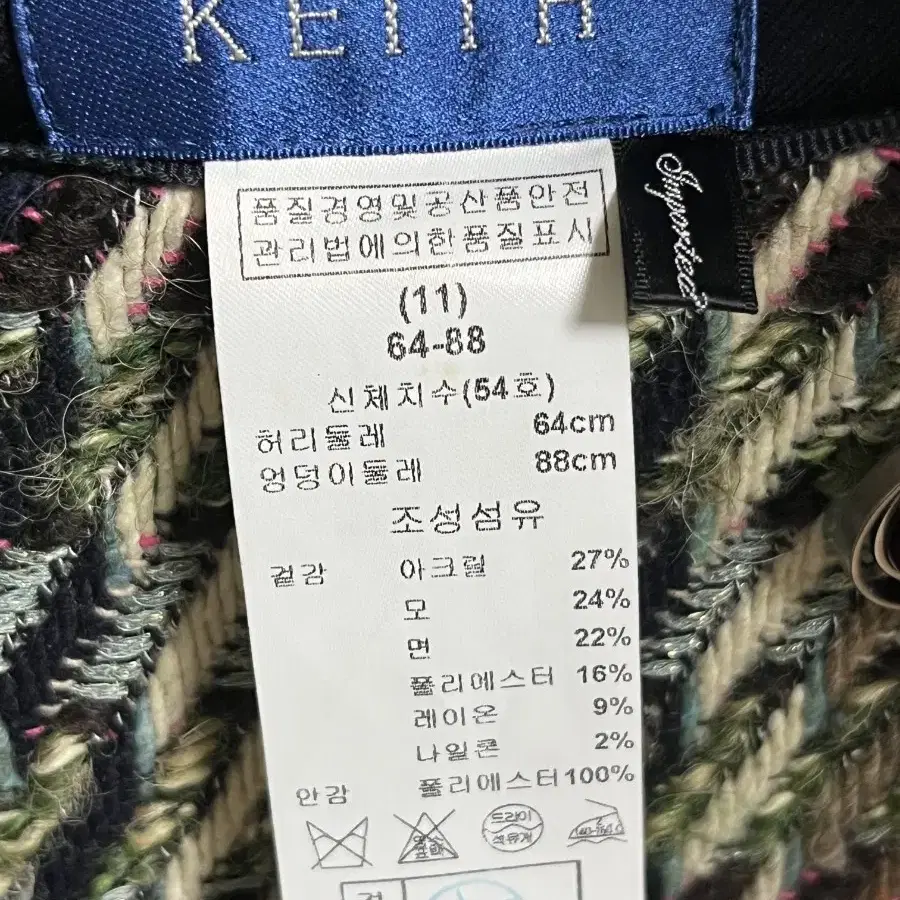 KEITH
Imported
품질경영및공산품안전
관리법에의한품질표시
(11)
64-88
신체치수(54호)
허리둘레 64cm
엉덩이둘레 88cm
조성섬유
겉감 아크릴 27%
모 24%
면 22%
폴리에스터 16%
레이온 9%
나일론 2%
안감 폴리에스터 100%
드라이
석유계